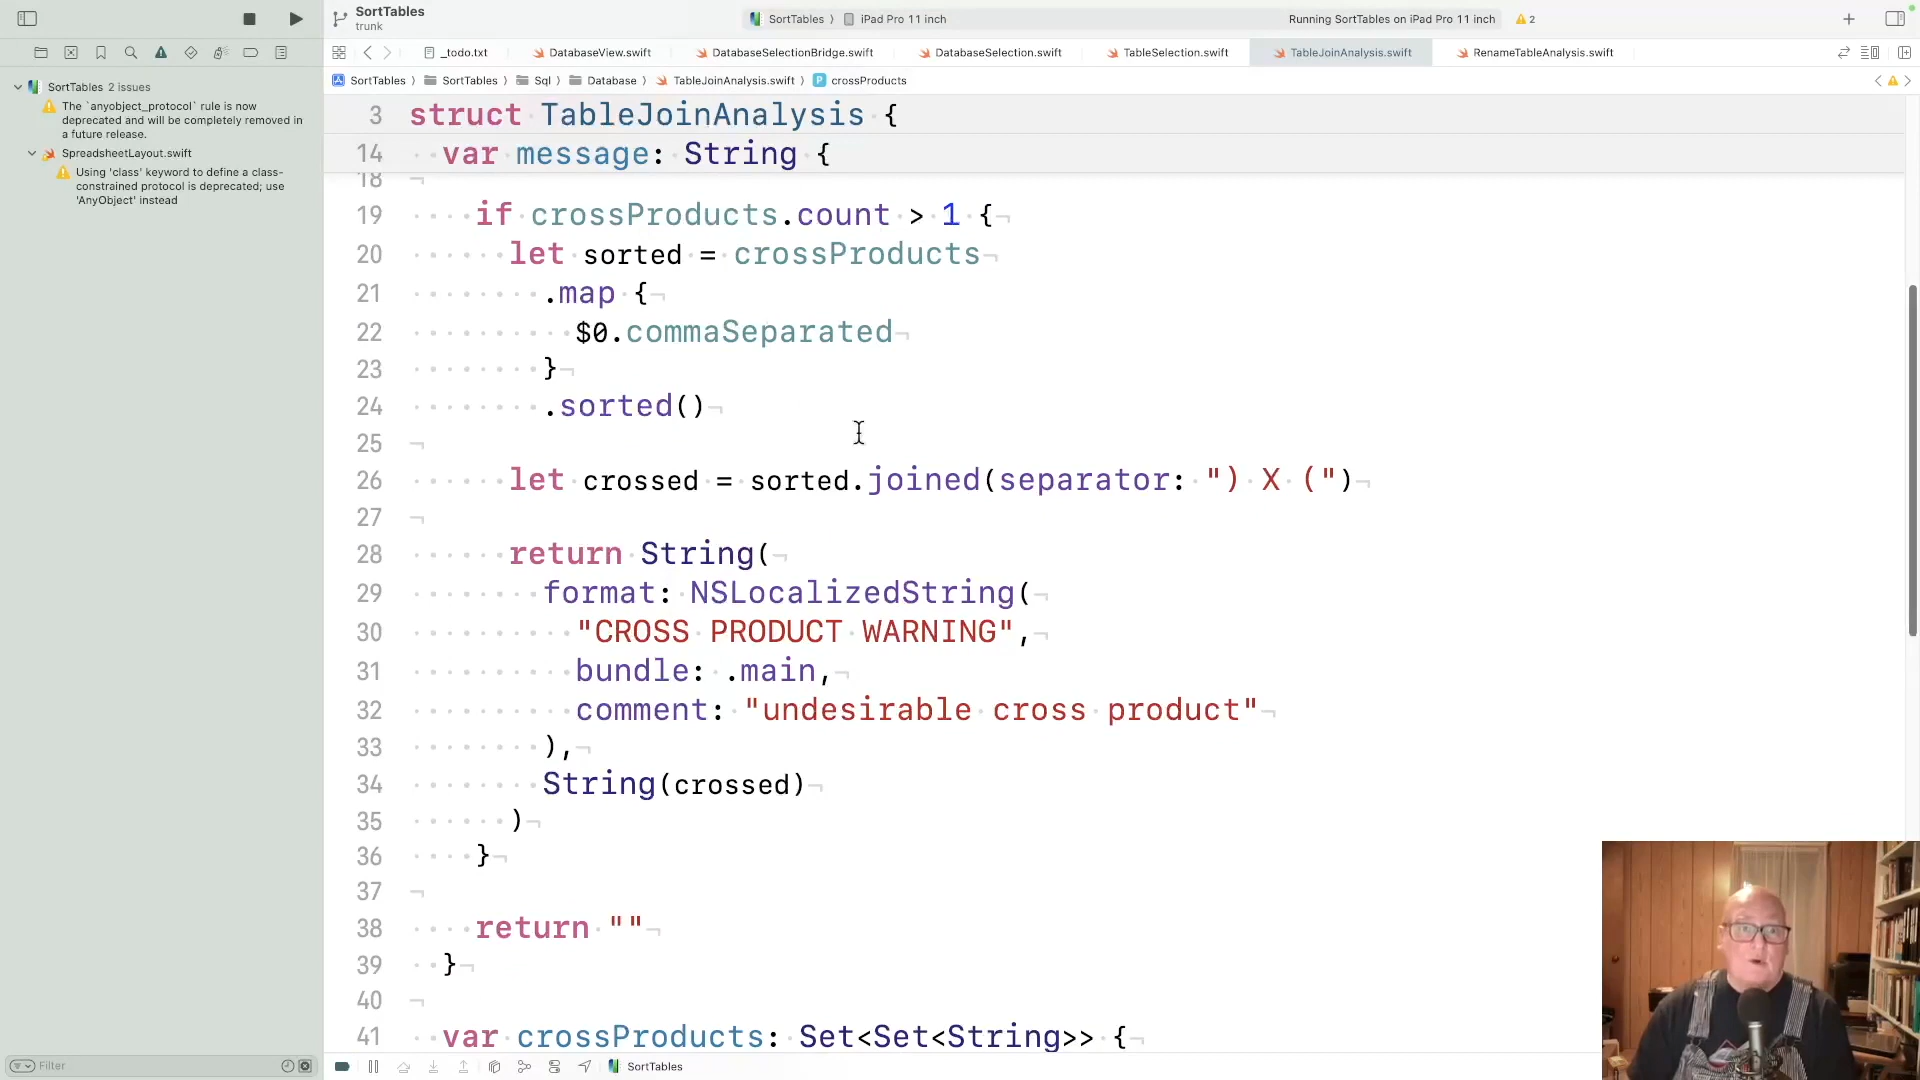 SortTables
trunk
SortTables
iPad Pro 11 inch
Running SortTables on iPad Pro 11 inch
2
_todo.txt
DatabaseView.swift
DatabaseSelectionBridge.swift
DatabaseSelection.swift
TableSelection.swift
TableJoinAnalysis.swift
RenameTableAnalysis.swift
SortTables
SortTables
Sql
Database
TableJoinAnalysis.swift
P crossProducts
SortTables 2 issues
The `anyobject_protocol` rule is now
deprecated and will be completely removed in
a future release.
SpreadsheetLayout.swift
Using 'class' keyword to define a class-
constrained protocol is deprecated; use
'AnyObject' instead
3 struct TableJoinAnalysis {
14 var message: String {
18
19 if crossProducts.count > 1 {
20 let sorted = crossProducts
21 .map {
22 $0.commaSeparated
23 }
24 .sorted()
25
26 let crossed = sorted.joined(separator: ") X (")
27
28 return String(
29 format: NSLocalizedString(
30 "CROSS PRODUCT WARNING",
31 bundle: .main,
32 comment: "undesirable cross product"
33 ),
34 String(crossed)
35 )
36 }
37
38 return ""
39 }
40
41 var crossProducts: Set<Set<String>> {
Filter
SortTables